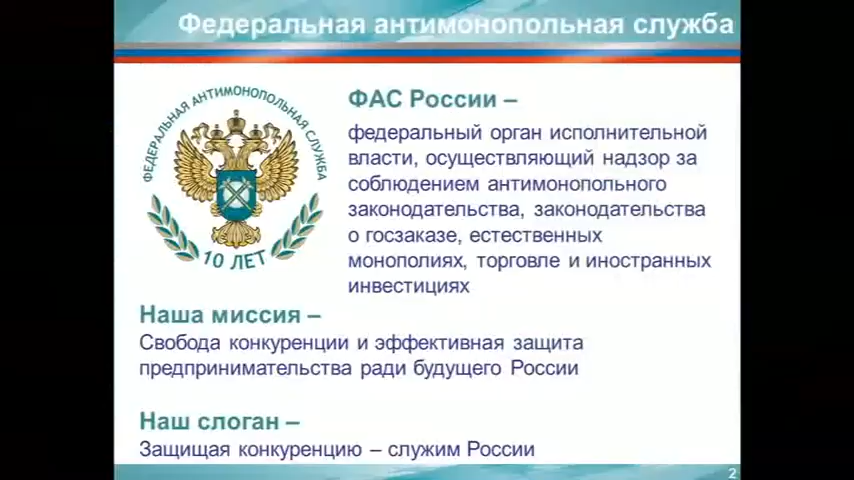 Федеральная антимонопольная служба
ФЕДЕРАЛЬНАЯ АНТИМОНОПОЛЬНАЯ СЛУЖБА
10 ЛЕТ
ФАС России –
федеральный орган исполнительной
власти, осуществляющий надзор за
соблюдением антимонопольного
законодательства, законодательства
о госзаказе, естественных
монополиях, торговле и иностранных
инвестициях
Наша миссия –
Свобода конкуренции и эффективная защита
предпринимательства ради будущего России
Наш слоган –
Защищая конкуренцию – служим России
2